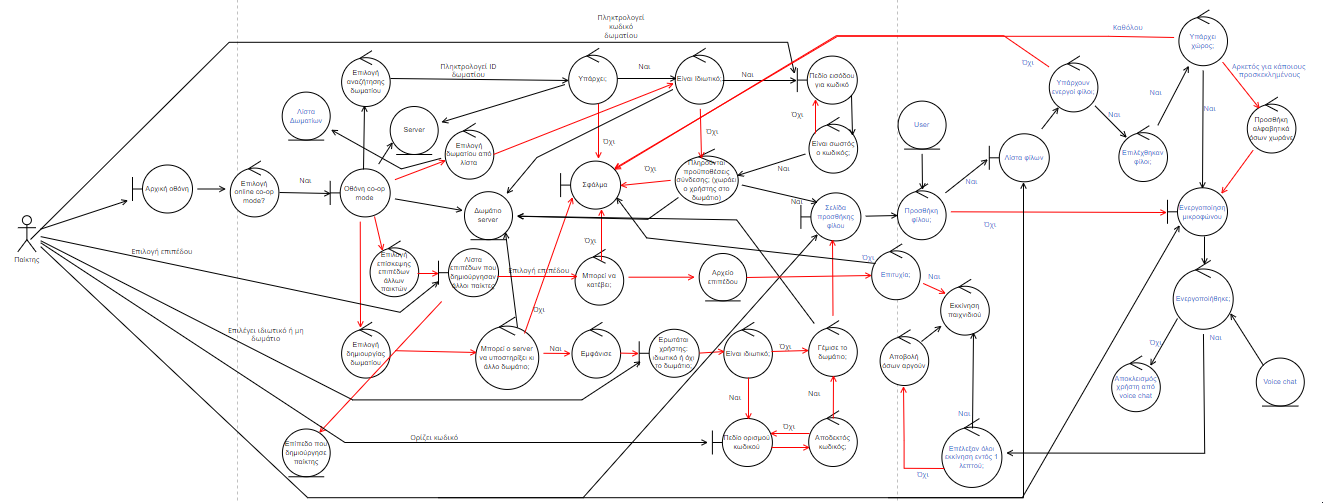 Πληκτρολογεί
κωδικό
δωματίου
Καθόλου
Υπάρχει
χώρος;
Επιλογή
αναζήτησης
δωματίου
Πληκτρολογεί ID
δωματίου
Υπάρχει;
Ναι
Είναι Ιδιωτικό;
Ναι
Πεδίο εισόδου
για κωδικό
Όχι
Υπάρχουν
ενεργοί φίλοι;
Αρκετός για κάποιους
προσκεκλημένους
Λίστα
Δωματίων
Server
Όχι
Όχι
Όχι
User
Ναι
Ναι
Ναι
Προσθήκη
αλφαβητικά
όσων χωράνε
Επιλογή
δωματίου από
λίστα
Είναι σωστός
ο κωδικός;
Επιλέχθηκαν
φίλοι;
Λίστα φίλων
Αρχική οθόνη
Επιλογή
online co-op
mode?
Ναι
Οθόνη co-op
mode
Σφάλμα
Όχι
Πληρούνται
προϋποθέσεις
σύνδεσης; (χωράει
ο χρήστης στο
δωμάτιο)
Ναι
Ναι
Ναι
Δωμάτιο
server
Σελίδα
προσθήκης
φίλου
Προσθήκη
φίλου;
Όχι
Ενεργοποίηση
μικροφώνου
Παίκτης
Επιλογή επιπέδου
Επιλογή
επίσκεψης
επιπέδων
άλλων
παικτών
Λίστα
επιπέδων που
δημιούργησαν
άλλοι παίκτες
Επιλογή επιπέδου
Όχι
Μπορεί να
κατέβει;
Αρχείο
επιπέδου
Όχι
Επιτυχία;
Ναι
Εκκίνηση
παιχνιδιού
Ενεργοποιήθηκε;
Επιλέγει ιδιωτικό ή μη
δωμάτιο
Επιλογή
δημιουργίας
δωματίου
Όχι
Μπορεί ο server
να υποστηρίξει κι
άλλο δωμάτιο;
Ναι
Εμφάνισε
Ερωτάται
χρήστης:
ιδιωτικό ή όχι
το δωμάτιο;
Είναι ιδιωτικό;
Όχι
Γέμισε το
δωμάτιο;
Αποβολή
όσων αργούν
Όχι
Ναι
Αποκλεισμός
χρήστη από
voice chat
Voice chat
Ναι
Ναι
Ναι
Επίπεδο που
δημιούργησε
παίκτης
Ορίζει κωδικό
Πεδίο ορισμού
κωδικού
Όχι
Αποδεκτός
κωδικός;
Επέλεξαν όλοι
εκκίνηση εντός 1
λεπτού;
Όχι